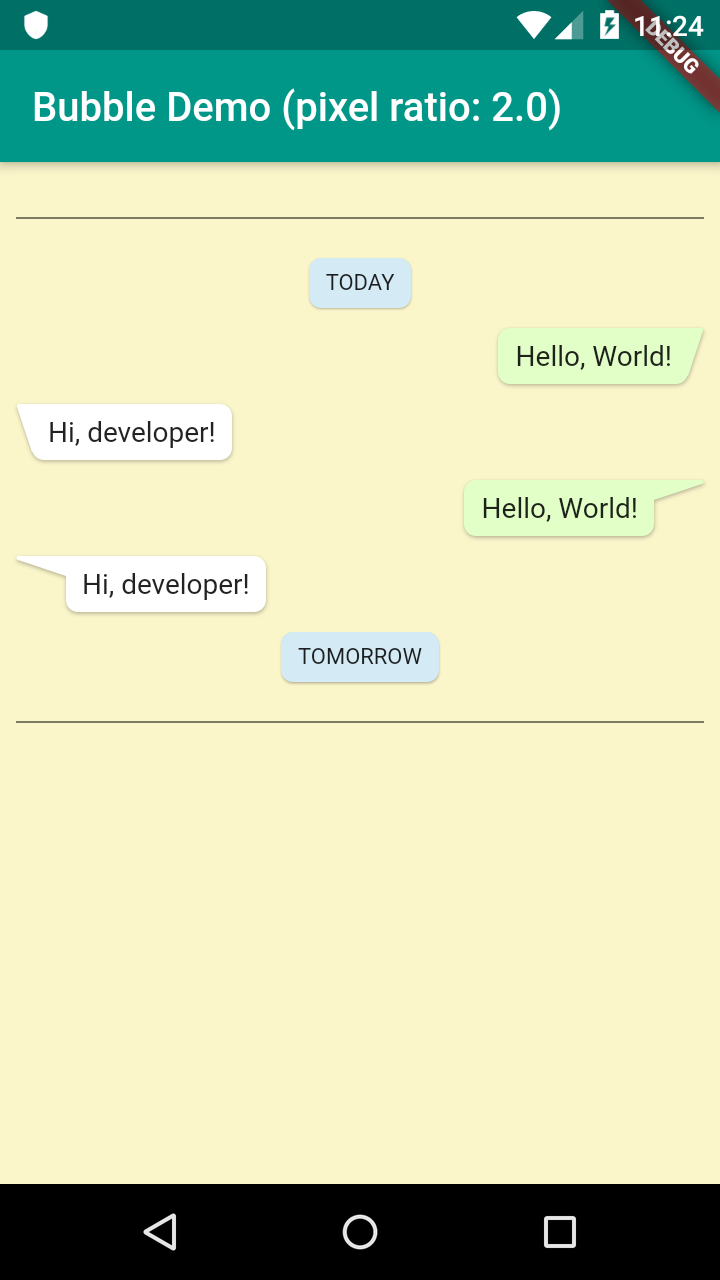 11:24
DEBUG
Bubble Demo (pixel ratio: 2.0)
TODAY
Hello, World!
Hi, developer!
Hello, World!
Hi, developer!
TOMORROW